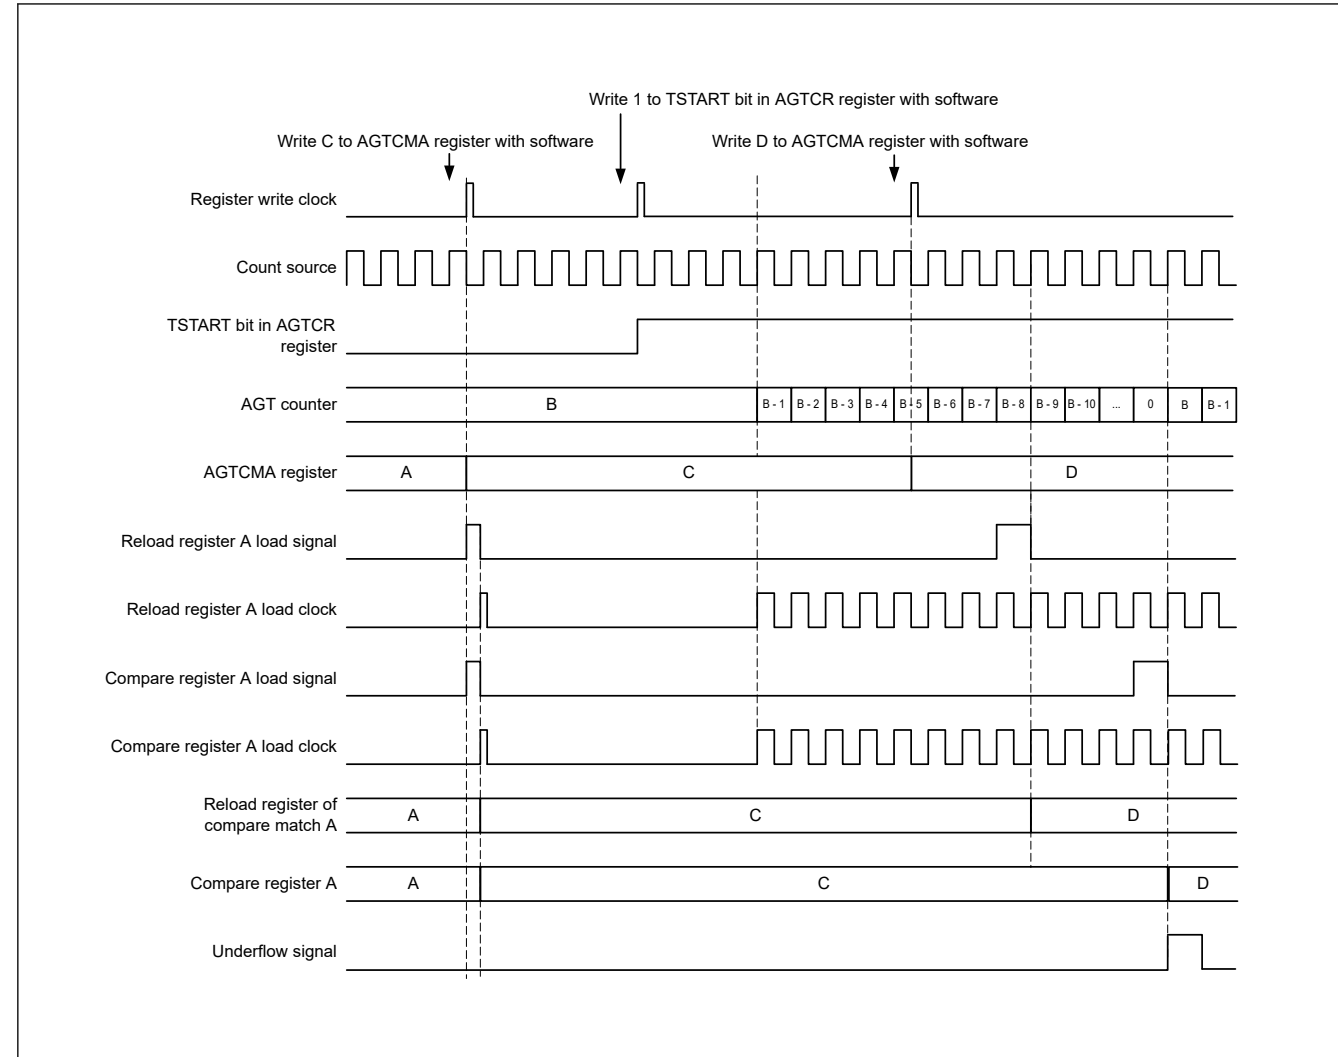 Write 1 to TSTART bit in AGTCR register with software
Write C to AGTCMA register with software
Write D to AGTCMA register with software
Register write clock
Count source
TSTART bit in AGTCR
register
AGT counter
B
B - 1
B - 2
B - 3
B - 4
B - 5
B - 6
B - 7
B - 8
B - 9
B - 10
...
0
B
B - 1
AGTCMA register
A
C
D
Reload register A load signal
Reload register A load clock
Compare register A load signal
Compare register A load clock
Reload register of
compare match A
A
C
D
Compare register A
A
C
D
Underflow signal